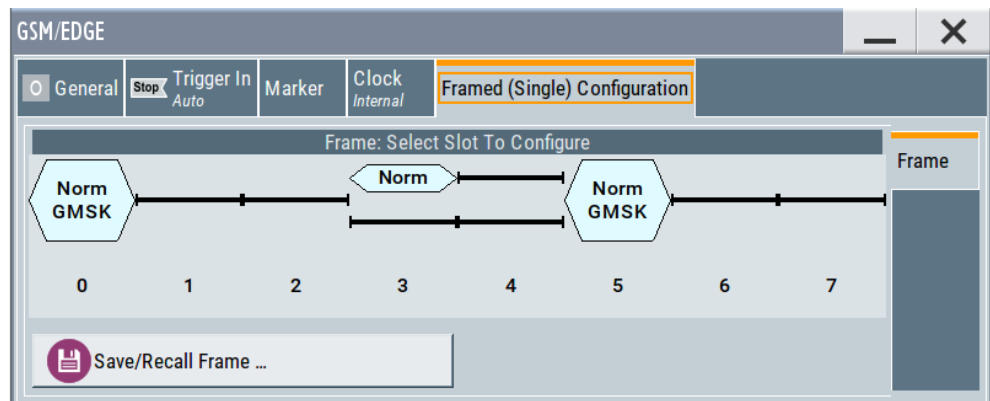 GSM/EDGE
O General Stop Trigger In Auto Marker Clock Internal Framed (Single) Configuration
Frame: Select Slot To Configure
Frame
Norm GMSK
Norm
Norm GMSK
0 1 2 3 4 5 6 7
Save/Recall Frame ...